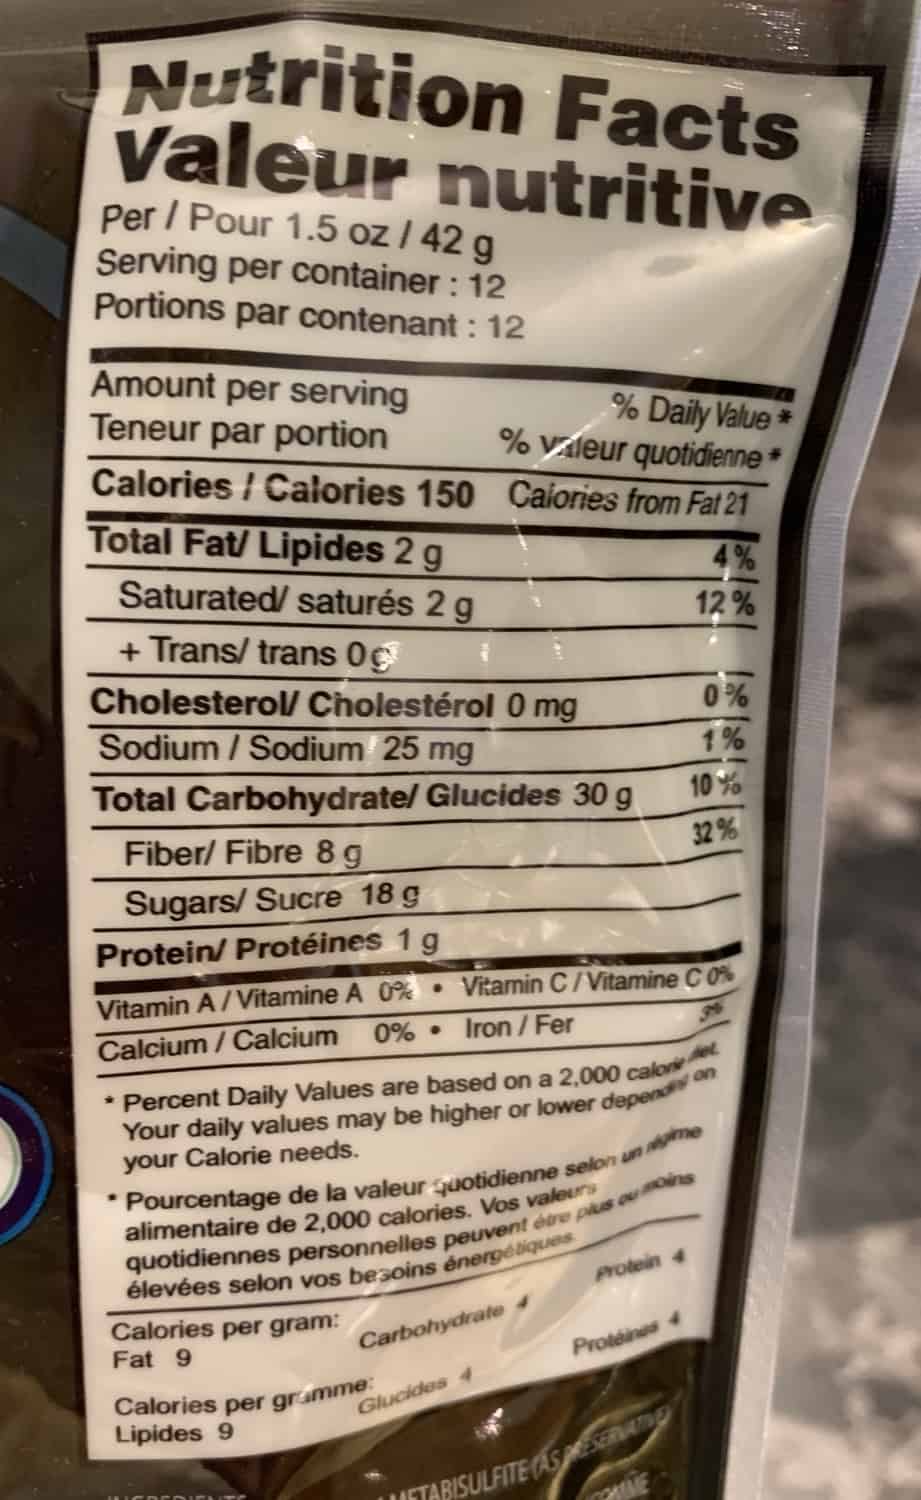 Nutrition Facts
Valeur nutritive
Per / Pour 1.5 oz / 42 g
Serving per container : 12
Portions par contenant : 12
Amount per serving % Daily Value *
Teneur par portion % valeur quotidienne *
Calories / Calories 150 Calories from Fat 21
Total Fat/ Lipides 2 g 4 %
Saturated/ saturés 2 g 12 %
+ Trans/ trans 0 g
Cholesterol/ Cholestérol 0 mg 0 %
Sodium / Sodium 25 mg 1 %
Total Carbohydrate/ Glucides 30 g 10 %
Fiber/ Fibre 8 g 32 %
Sugars/ Sucre 18 g
Protein/ Protéines 1 g
Vitamin A / Vitamine A 0% • Vitamin C / Vitamine C 0%
Calcium / Calcium 0% • Iron / Fer 3%
* Percent Daily Values are based on a 2,000 calorie diet.
Your daily values may be higher or lower depending on
your Calorie needs.
* Pourcentage de la valeur quotidienne selon un régime
alimentaire de 2,000 calories. Vos valeurs
quotidiennes personnelles peuvent être plus ou moins
élevées selon vos besoins énergétiques.
Calories per gram:
Fat 9 Carbohydrate 4 Protein 4
Calories per gramme:
Lipides 9 Glucides 4 Protéines 4
METABISULFITE (AS PRESERVATIVE)